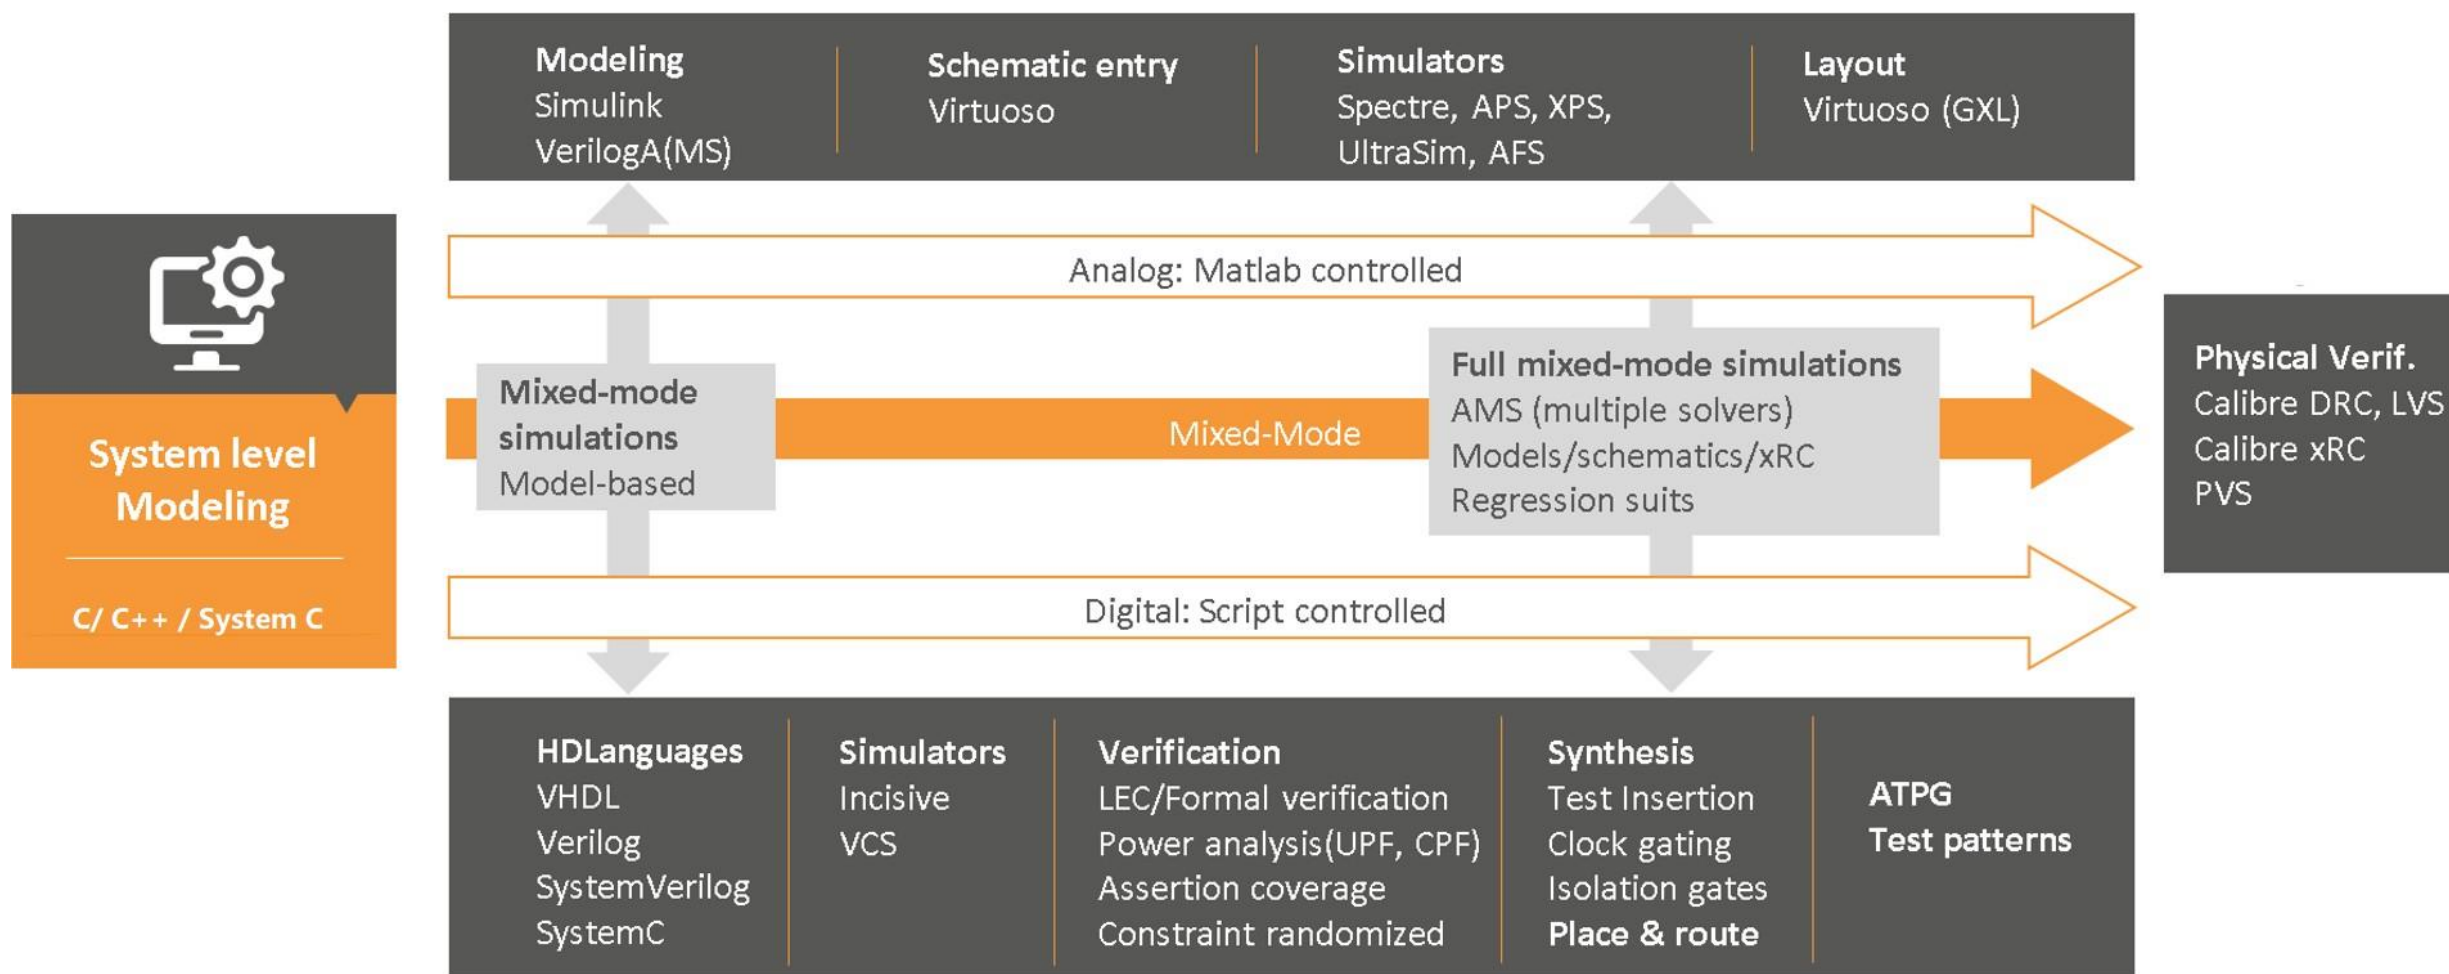 Modeling
Simulink
VerilogA(MS)
Schematic entry
Virtuoso
Simulators
Spectre, APS, XPS,
UltraSim, AFS
Layout
Virtuoso (GXL)
System level
Modeling
C/ C++ / System C
Analog: Matlab controlled
Mixed-mode
simulations
Model-based
Mixed-Mode
Full mixed-mode simulations
AMS (multiple solvers)
Models/schematics/xRC
Regression suits
Digital: Script controlled
Physical Verif.
Calibre DRC, LVS
Calibre xRC
PVS
HDLanguages
VHDL
Verilog
SystemVerilog
SystemC
Simulators
Incisive
VCS
Verification
LEC/Formal verification
Power analysis(UPF, CPF)
Assertion coverage
Constraint randomized
Synthesis
Test Insertion
Clock gating
Isolation gates
Place & route
ATPG
Test patterns